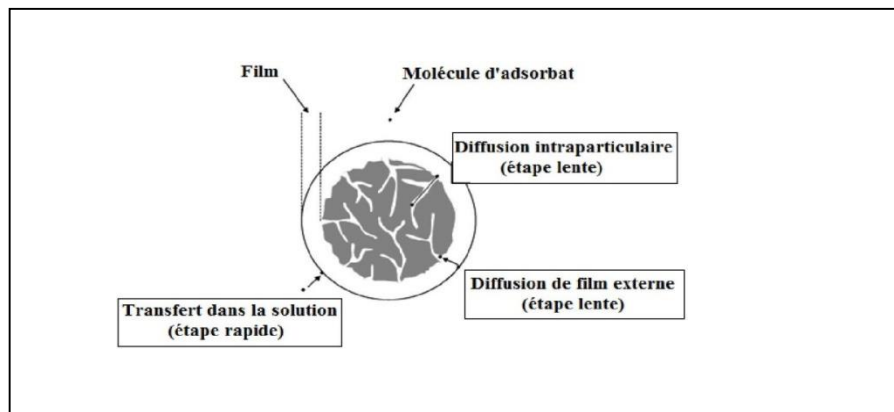 Film
Molécule d'adsorbat
Diffusion intraparticulaire
(étape lente)
Diffusion de film externe
(étape lente)
Transfert dans la solution
(étape rapide)